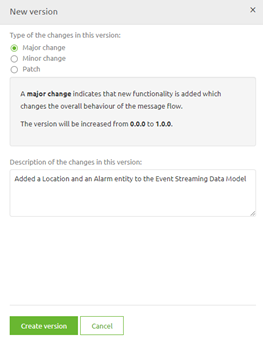 New version
×
Type of the changes in this version:
Major change
Minor change
Patch
A major change indicates that new functionality is added which
changes the overall behaviour of the message flow.
The version will be increased from 0.0.0 to 1.0.0.
Description of the changes in this version:
Added a Location and an Alarm entity to the Event Streaming Data Model
Create version
Cancel